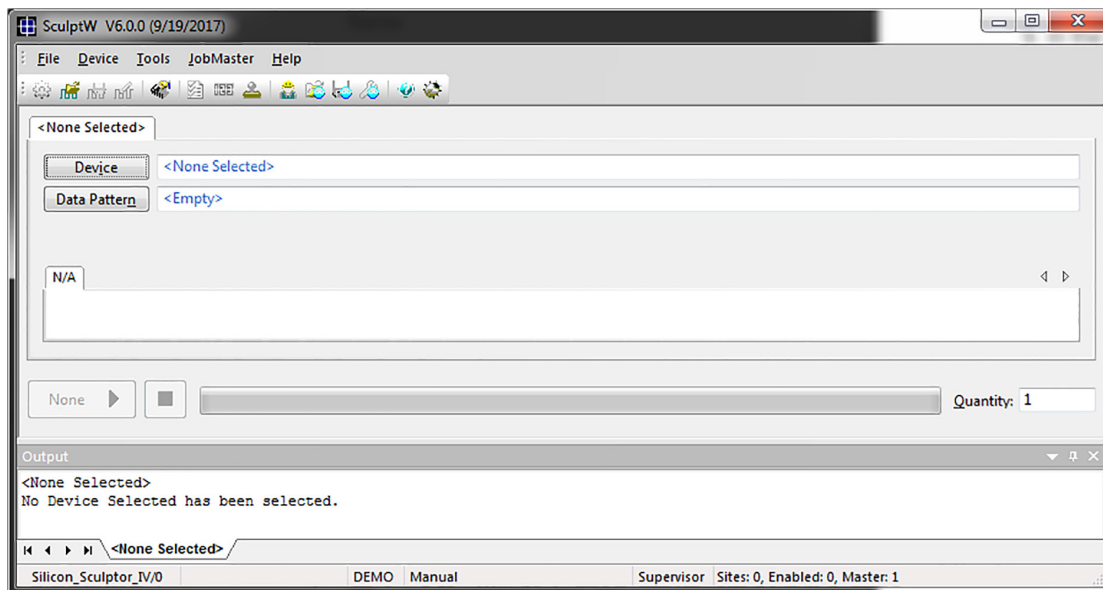 SculptW V6.0.0 (9/19/2017)
File Device Tools JobMaster Help
<None Selected>
Device <None Selected>
Data Pattern <Empty>
N/A
None Quantity: 1
Output
<None Selected>
No Device Selected has been selected.
<None Selected>
Silicon_Sculptor_IV/0 DEMO Manual Supervisor Sites: 0, Enabled: 0, Master: 1